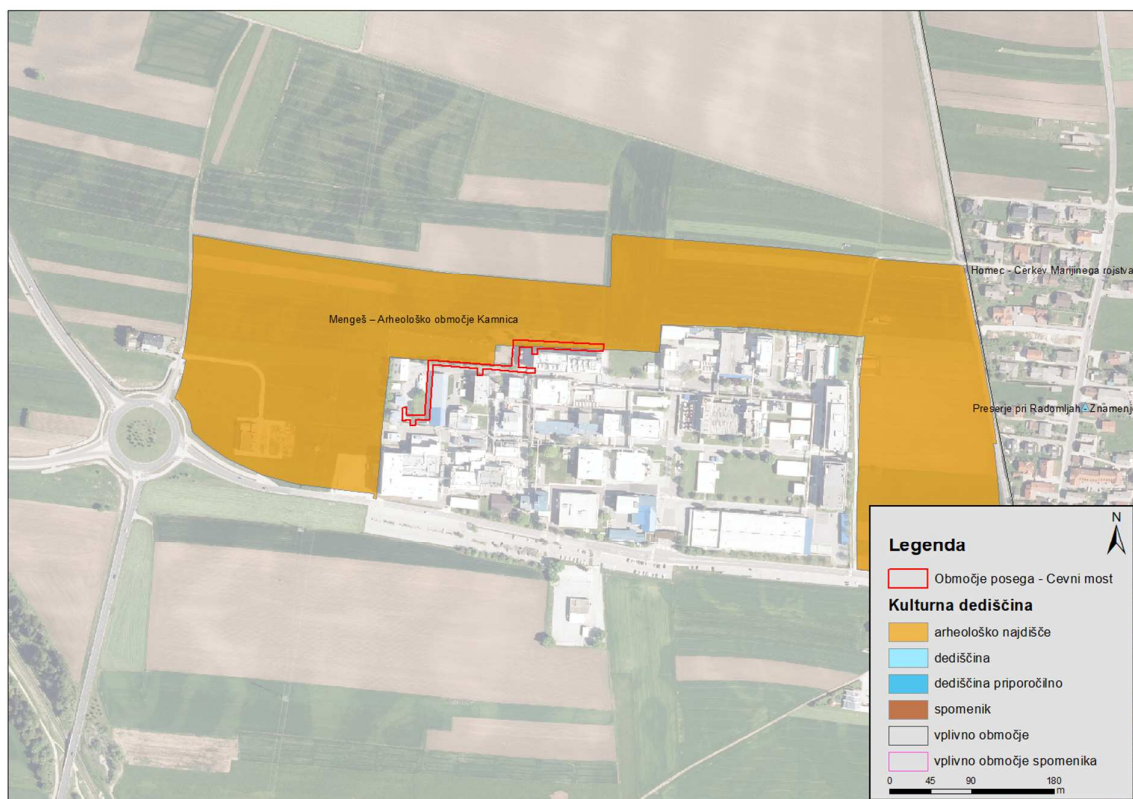 Homec - Cerkev Marijinega rojstva
Mengeš – Arheološko območje Kamnica
Preserje pri Radomljah - Znamenje
N
Legenda
Območje posega - Cevni most
Kulturna dediščina
arheološko najdišče
dediščina
dediščina priporočilno
spomenik
vplivno območje
vplivno območje spomenika
0 45 90 180
m